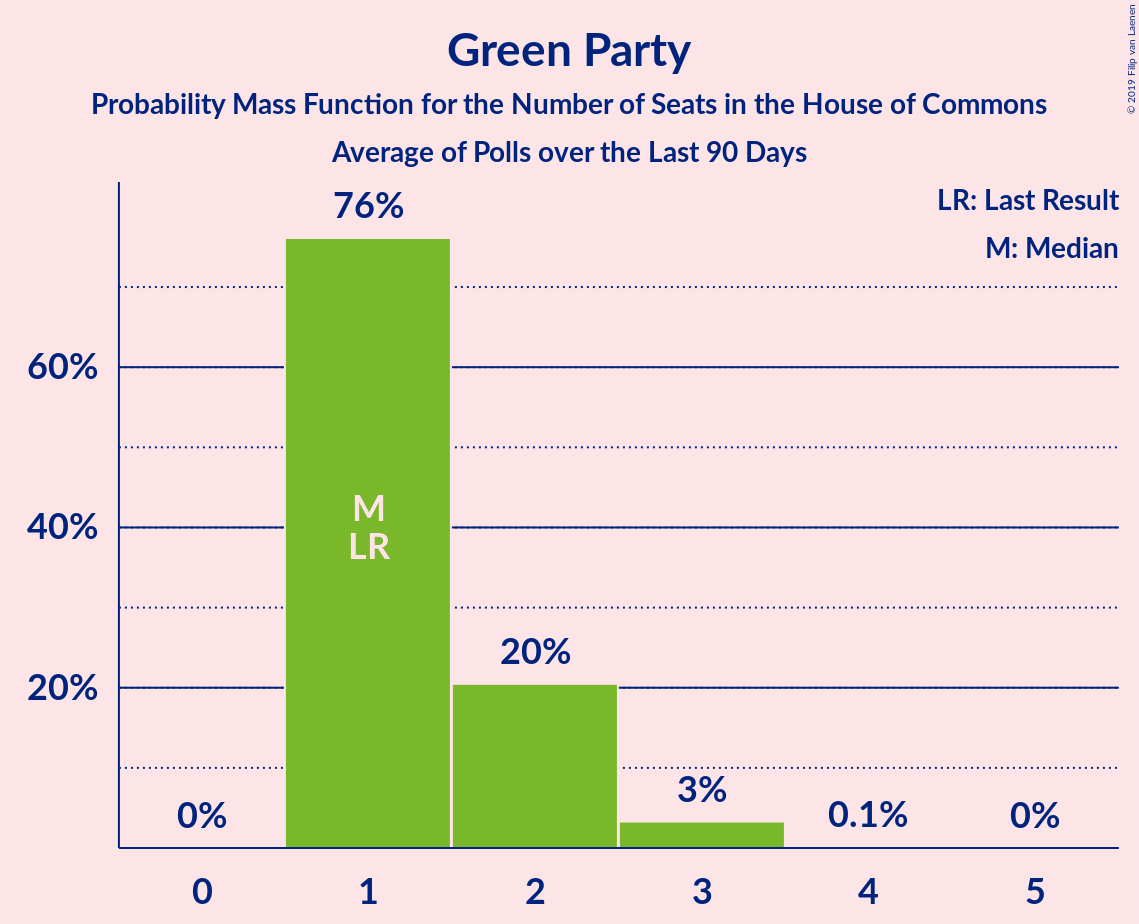 Green Party
Probability Mass Function for the Number of Seats in the House of Commons
Average of Polls over the Last 90 Days
© 2019 Filip van Laenen
LR: Last Result
M: Median
76%
60%
M
40%
LR
20%
20%
3%
0%
0.1%
0%
0 1 2 3 4 5